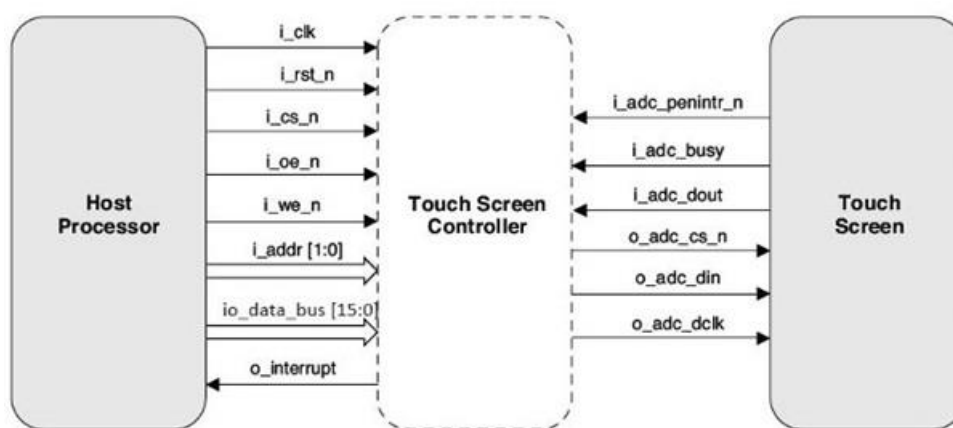 i_clk
i_rst_n
i_cs_n
i_oe_n
i_we_n
i_addr [1:0]
io_data_bus [15:0]
o_interrupt
Host
Processor
Touch Screen
Controller
i_adc_penintr_n
i_adc_busy
i_adc_dout
o_adc_cs_n
o_adc_din
o_adc_dclk
Touch
Screen